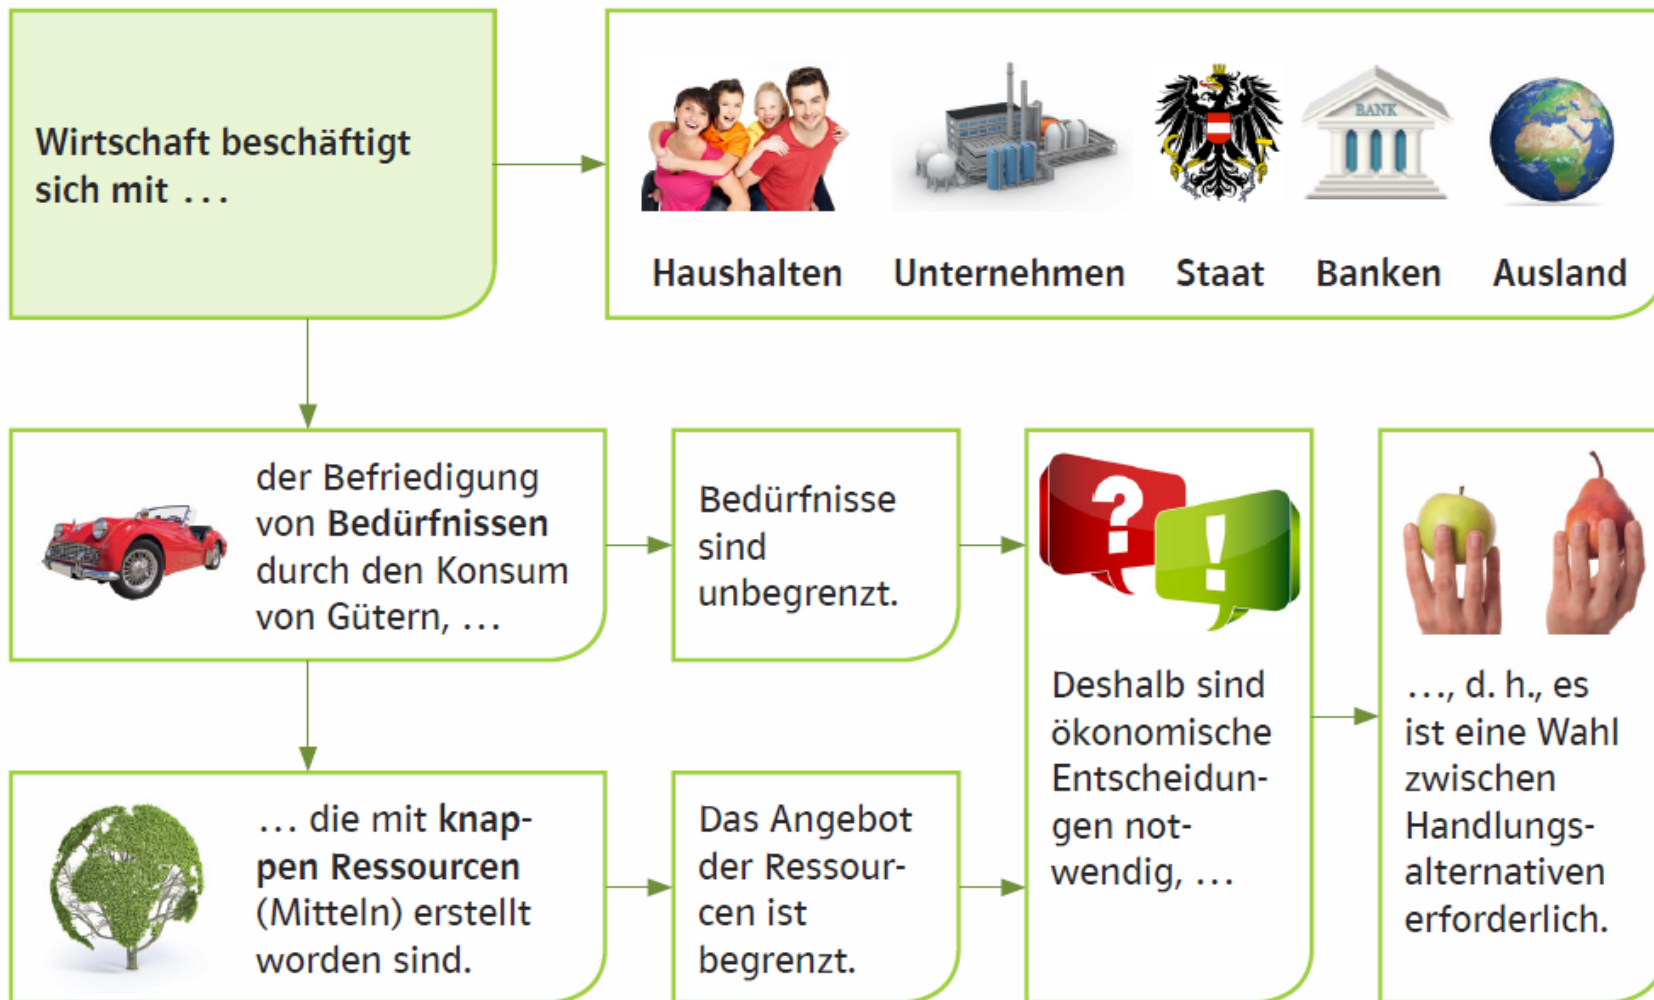 Wirtschaft beschäftigt
sich mit …
BANK
Haushalten
Unternehmen
Staat
Banken
Ausland
der Befriedigung
von Bedürfnissen
durch den Konsum
von Gütern, …
Bedürfnisse
sind
unbegrenzt.
… die mit knap-
pen Ressourcen
(Mitteln) erstellt
worden sind.
Das Angebot
der Ressour-
cen ist
begrenzt.
?
!
Deshalb sind
ökonomische
Entscheidun-
gen not-
wendig, …
…, d. h., es
ist eine Wahl
zwischen
Handlungs-
alternativen
erforderlich.